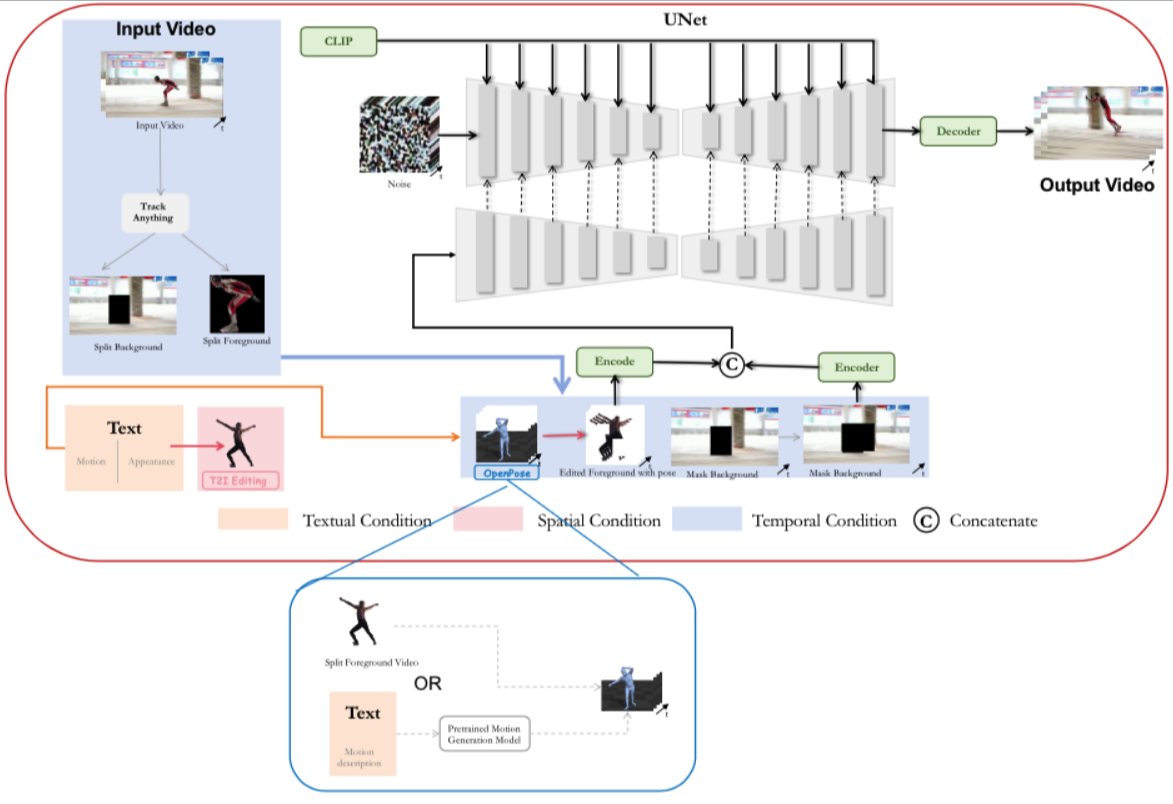 Input Video
UNet
CLIP
Input Video
t
Noise
t
Decoder
t
Output Video
Track
Anything
Split Background
Split Foreground
Encode
C
Encoder
Text
Motion
Appearance
T2I Editing
OpenPose
t
Edited Foreground with pose
t
Mask Background
t
Mask Background
t
Textual Condition
Spatial Condition
Temporal Condition
C
Concatenate
Split Foreground Video
OR
Text
Motion
description
Pretrained Motion
Generation Model
t